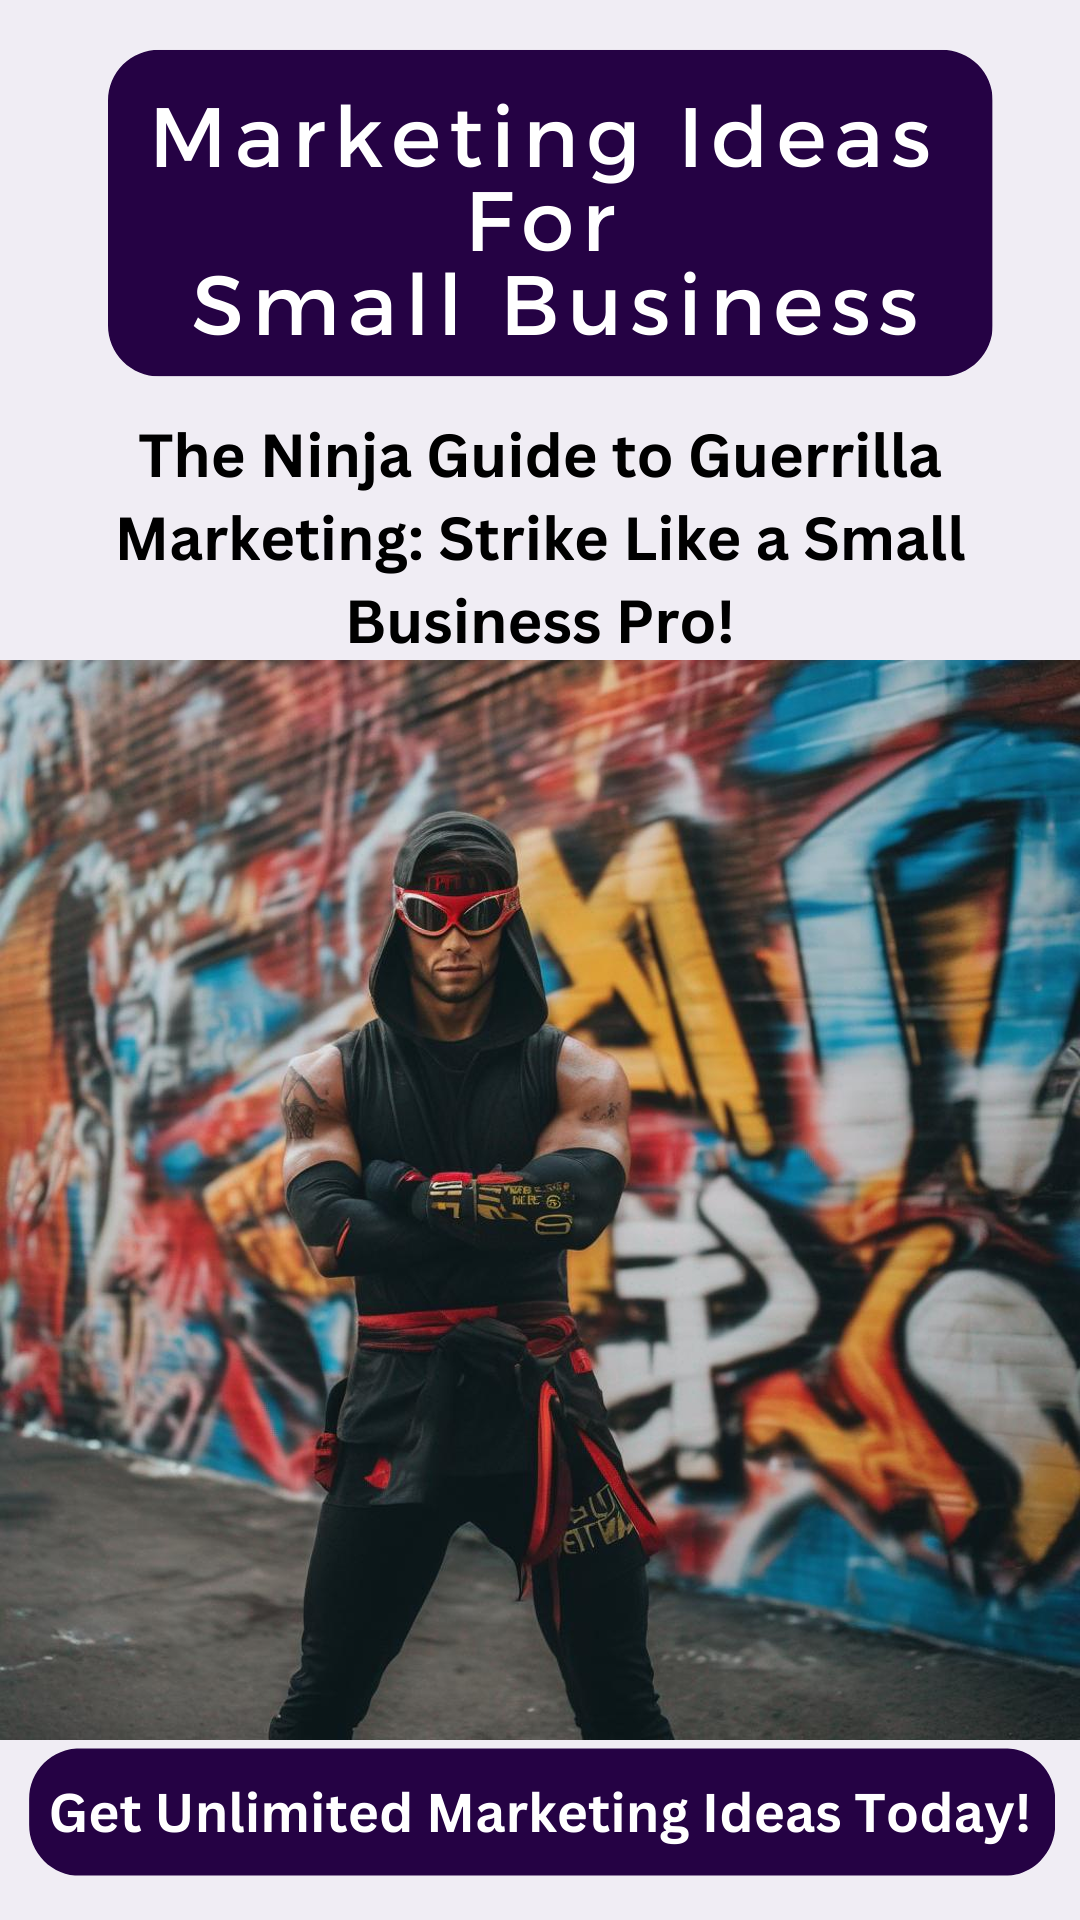 Marketing Ideas
For
Small Business
The Ninja Guide to Guerrilla
Marketing: Strike Like a Small
Business Pro!
Get Unlimited Marketing Ideas Today!